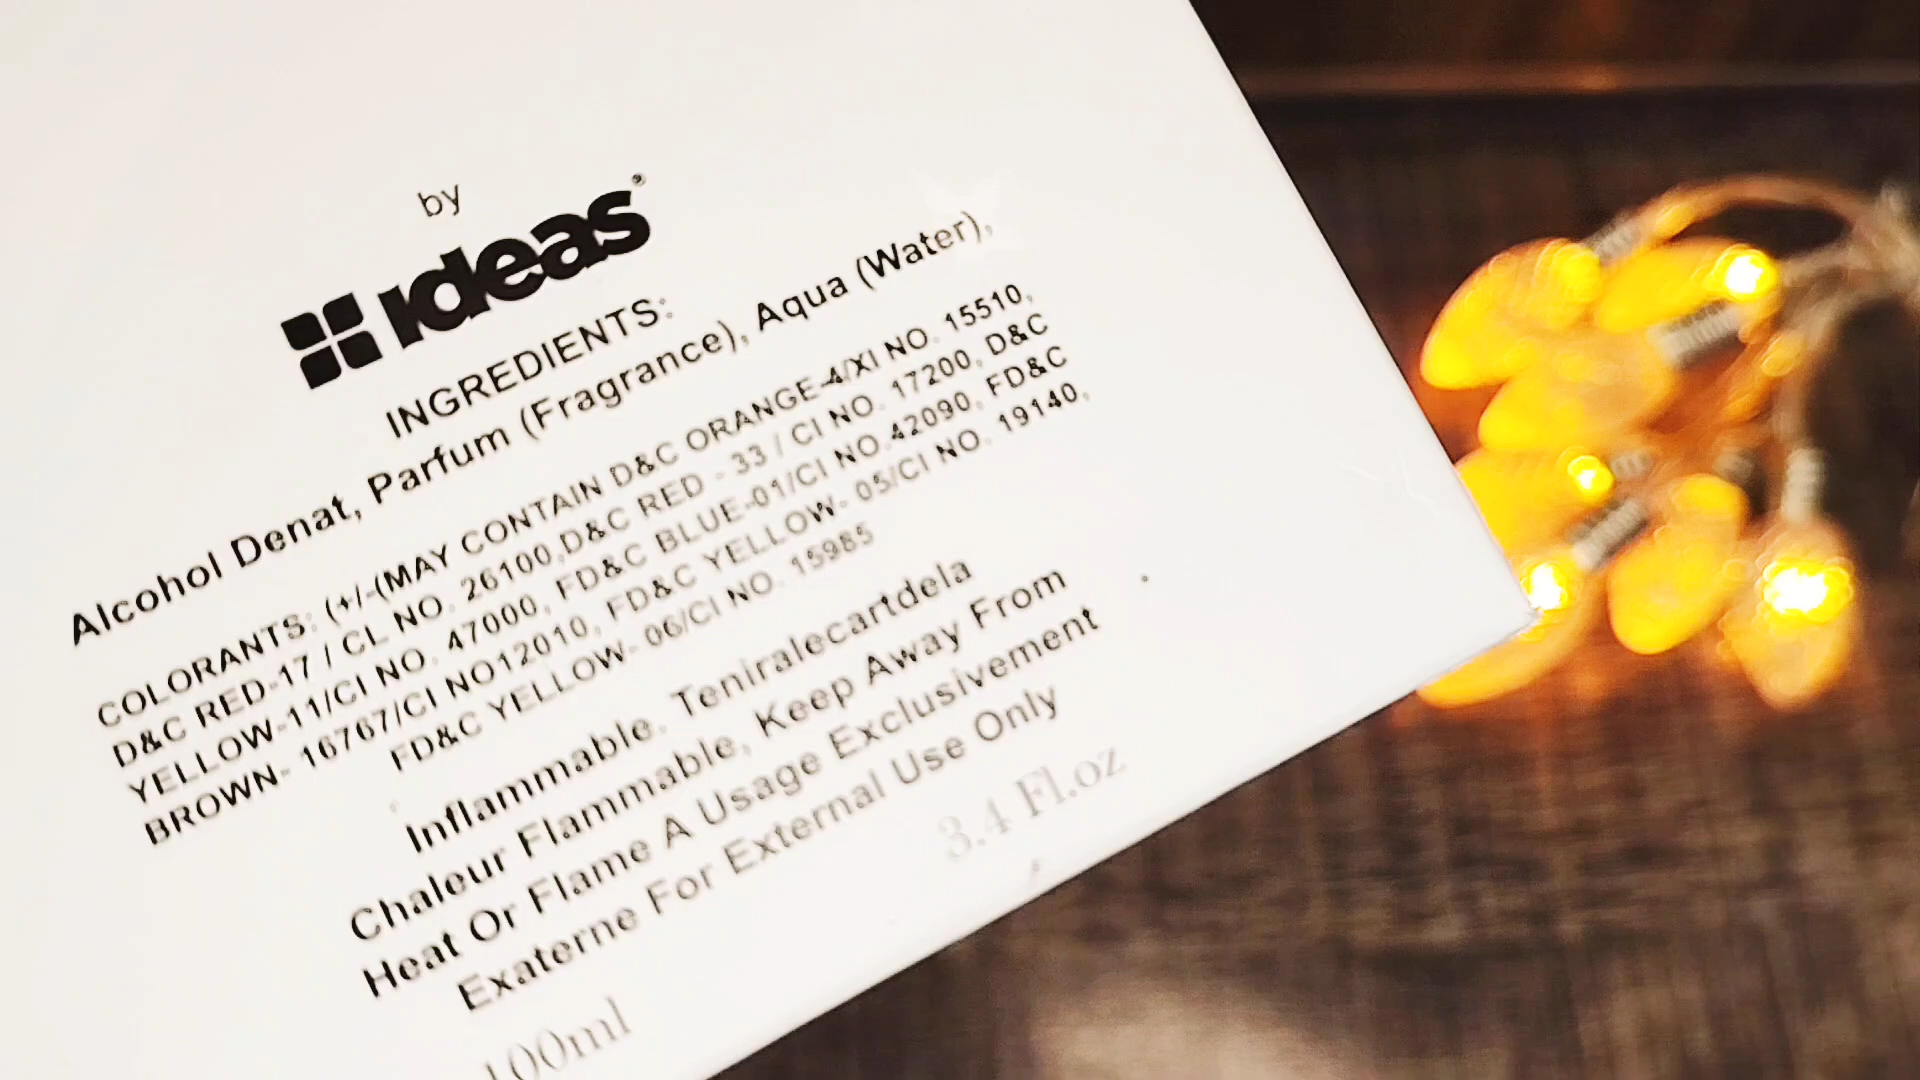 by
ideas
INGREDIENTS:
Alcohol Denat, Parfum (Fragrance), Aqua (Water),
COLORANTS: (+/-(MAY CONTAIN D&C ORANGE-4/XI NO. 15510,
D&C RED-17 / CL NO. 26100,D&C RED - 33 / CI NO. 17200, D&C
YELLOW-11/CI NO. 47000, FD&C BLUE-01/CI NO.42090, FD&C
BROWN- 16767/CI NO12010, FD&C YELLOW- 05/CI NO. 19140,
FD&C YELLOW- 06/CI NO. 15985
Inflammable. Teniralecartdela
Chaleur Flammable, Keep Away From
Heat Or Flame A Usage Exclusivement
Exaterne For External Use Only
100ml 3.4 Fl.oz